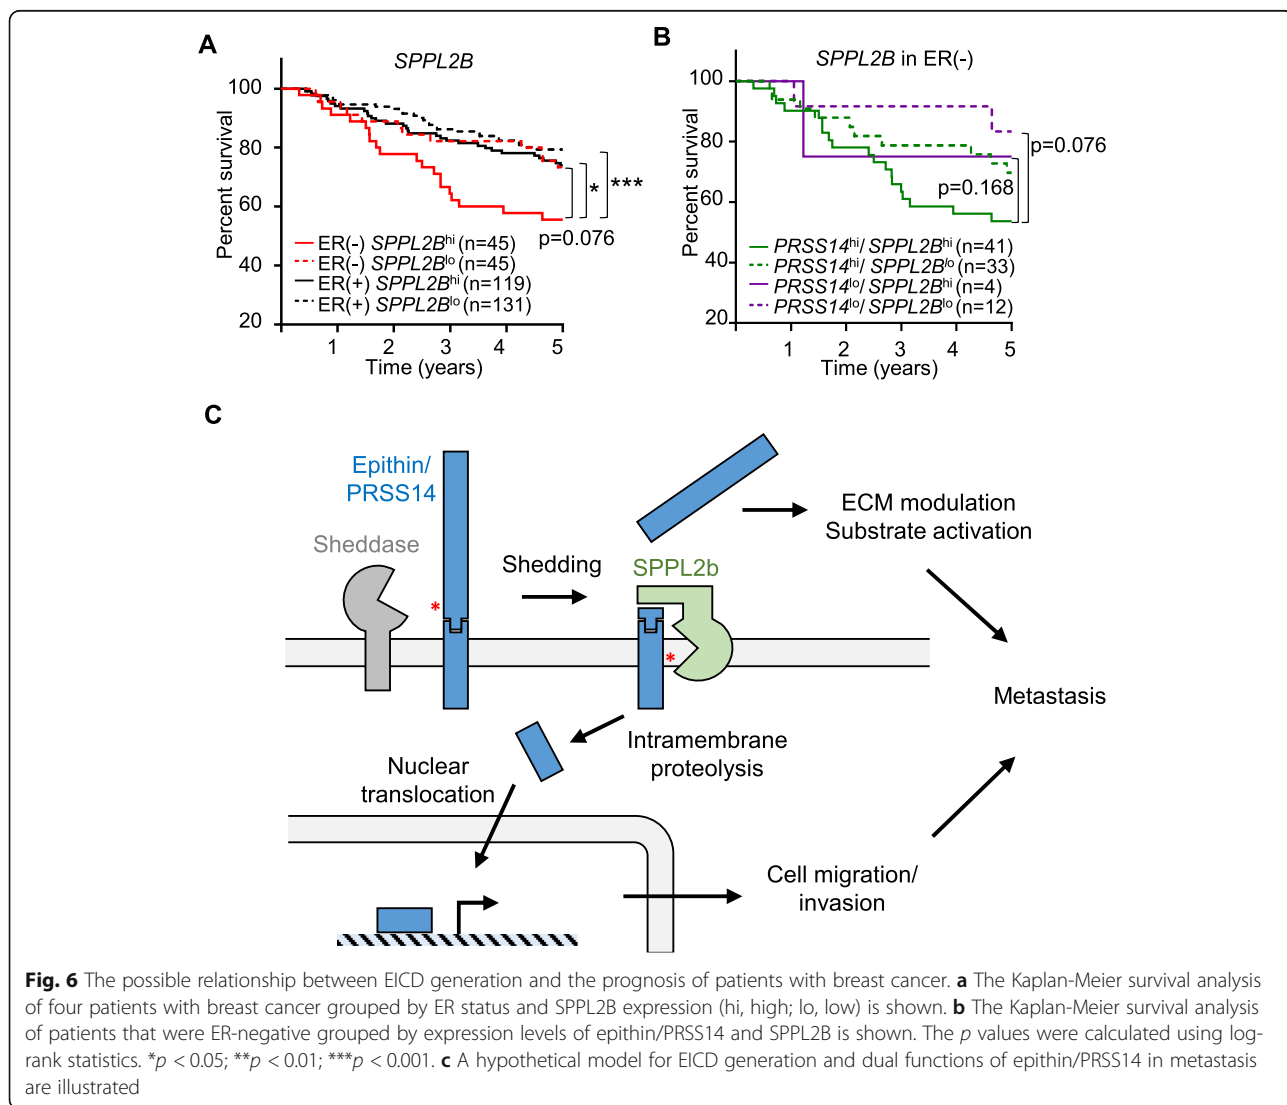 A
SPPL2B
Percent survival
100
80
60
40
20
* ***
p=0.076
ER(-) SPPL2Bhi (n=45)
ER(-) SPPL2Blo (n=45)
ER(+) SPPL2Bhi (n=119)
ER(+) SPPL2Blo (n=131)
1 2 3 4 5
Time (years)
B
SPPL2B in ER(-)
Percent survival
100
80
60
40
20
p=0.076
p=0.168
PRSS14hi/ SPPL2Bhi (n=41)
PRSS14hi/ SPPL2Blo (n=33)
PRSS14lo/ SPPL2Bhi (n=4)
PRSS14lo/ SPPL2Blo (n=12)
1 2 3 4 5
Time (years)
C
Epithin/
PRSS14
Sheddase
*
Shedding
SPPL2b
*
ECM modulation
Substrate activation
Metastasis
Intramembrane
proteolysis
Nuclear
translocation
Cell migration/
invasion
Fig. 6 The possible relationship between EICD generation and the prognosis of patients with breast cancer. a The Kaplan-Meier survival analysis
of four patients with breast cancer grouped by ER status and SPPL2B expression (hi, high; lo, low) is shown. b The Kaplan-Meier survival analysis
of patients that were ER-negative grouped by expression levels of epithin/PRSS14 and SPPL2B is shown. The p values were calculated using log-
rank statistics. *p < 0.05; **p < 0.01; ***p < 0.001. c A hypothetical model for EICD generation and dual functions of epithin/PRSS14 in metastasis
are illustrated